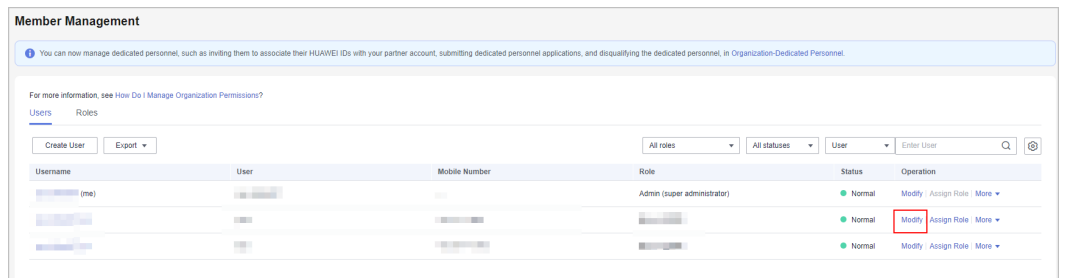 Member Management
You can now manage dedicated personnel, such as inviting them to associate their HUAWEI IDs with your partner account, submitting dedicated personnel applications, and disqualifying the dedicated personnel, in Organization-Dedicated Personnel.
For more information, see How Do I Manage Organization Permissions?
Users Roles
Create User Export All roles All statuses User Enter User
Username User Mobile Number Role Status Operation
(me) Admin (super administrator) Normal Modify Assign Role More
Normal Modify Assign Role More
Normal Modify Assign Role More